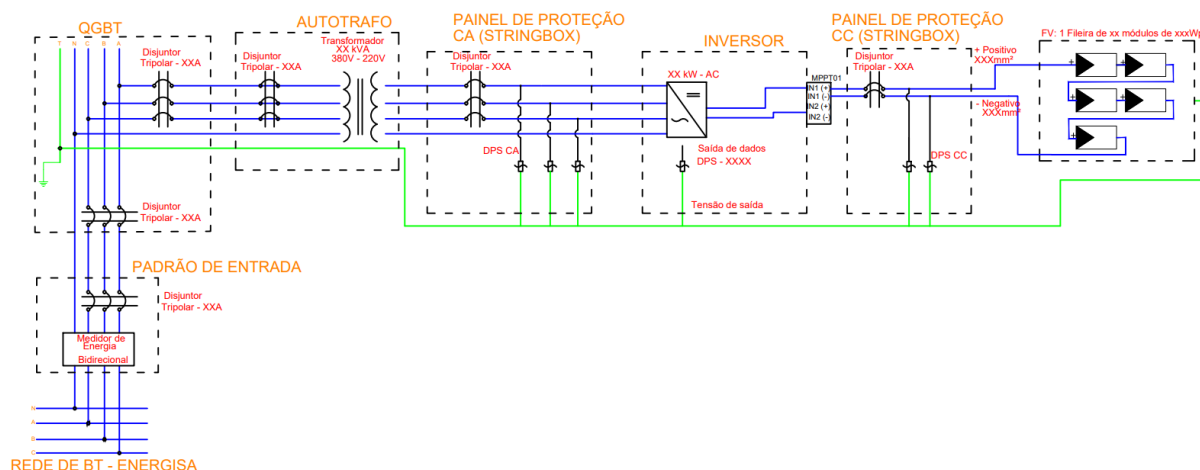 QGBT
T N C B A
Disjuntor
Tripolar - XXA
Disjuntor
Tripolar - XXA
AUTOTRAFO
Transformador
XX kVA
380V - 220V
Disjuntor
Tripolar - XXA
PAINEL DE PROTEÇÃO
CA (STRINGBOX)
Disjuntor
Tripolar - XXA
DPS CA
INVERSOR
XX kW - AC
Saída de dados
DPS - XXXX
Tensão de saída
MPPT01
IN1 (+)
IN1 (-)
IN2 (+)
IN2 (-)
PAINEL DE PROTEÇÃO
CC (STRINGBOX)
Disjuntor
Tripolar - XXA
DPS CC
+ Positivo
XXXmm²
- Negativo
XXXmm²
FV: 1 Fileira de xx módulos de xxxWp
+
+
+
+
+
PADRÃO DE ENTRADA
Disjuntor
Tripolar - XXA
Medidor de
Energia
Bidirecional
N
A
B
C
REDE DE BT - ENERGISA